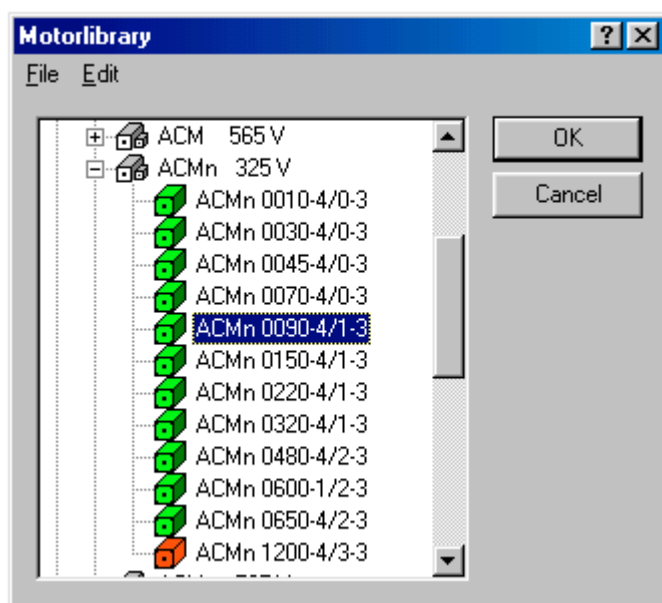 Motorlibrary
File Edit
ACM 565 V
OK
ACMn 325 V
Cancel
ACMn 0010-4/0-3
ACMn 0030-4/0-3
ACMn 0045-4/0-3
ACMn 0070-4/0-3
ACMn 0090-4/1-3
ACMn 0150-4/1-3
ACMn 0220-4/1-3
ACMn 0320-4/1-3
ACMn 0480-4/2-3
ACMn 0600-1/2-3
ACMn 0650-4/2-3
ACMn 1200-4/3-3